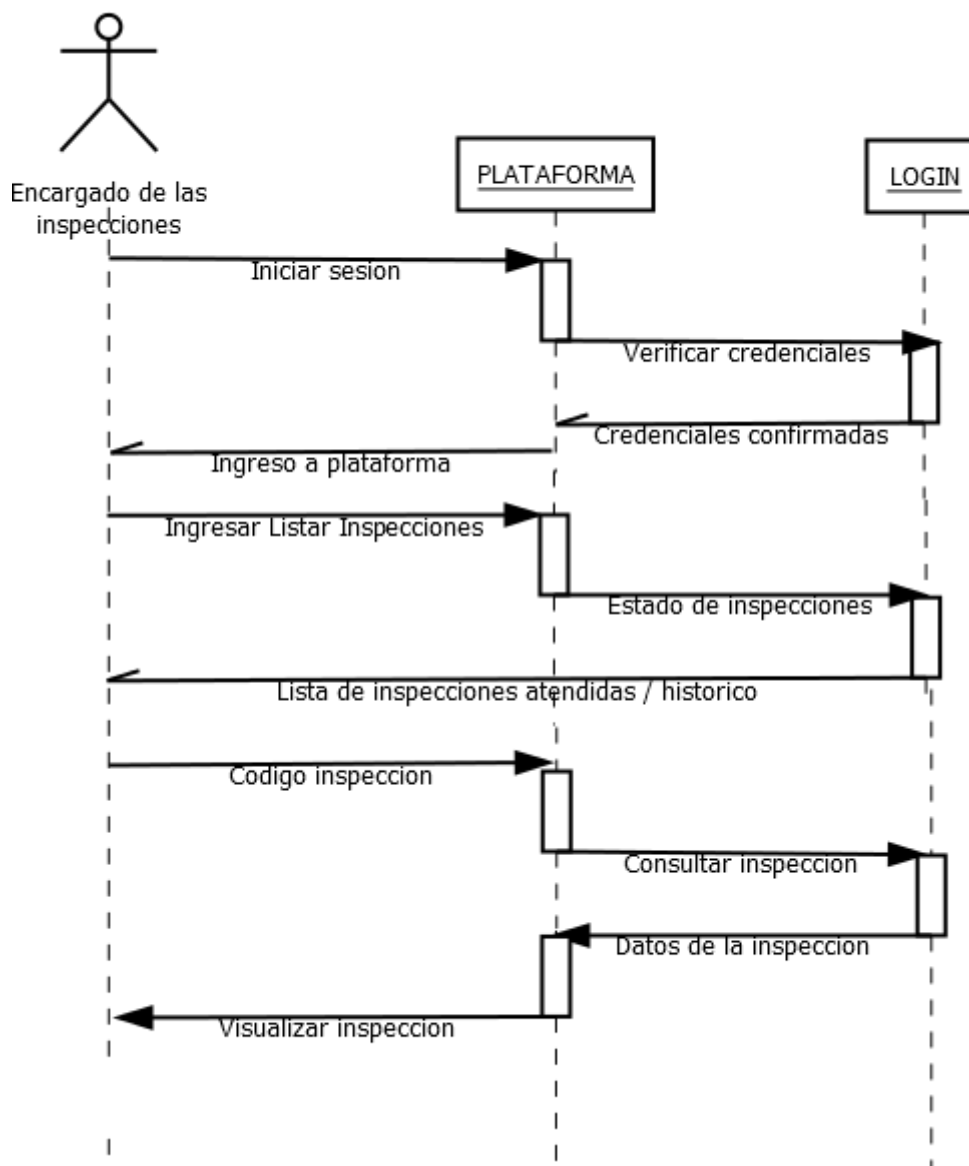 PLATAFORMA
LOGIN
Encargado de las
inspecciones
Iniciar sesion
Verificar credenciales
Credenciales confirmadas
Ingreso a plataforma
Ingresar Listar Inspecciones
Estado de inspecciones
Lista de inspecciones atendidas / historico
Codigo inspeccion
Consultar inspeccion
Datos de la inspeccion
Visualizar inspeccion